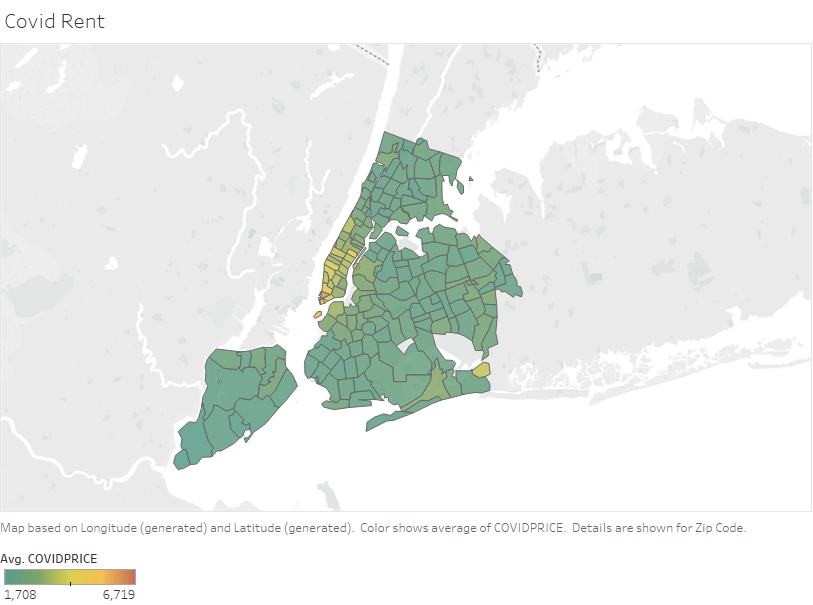 Covid Rent
Map based on Longitude (generated) and Latitude (generated). Color shows average of COVIDPRICE. Details are shown for Zip Code.
Avg. COVIDPRICE
1,708 6,719